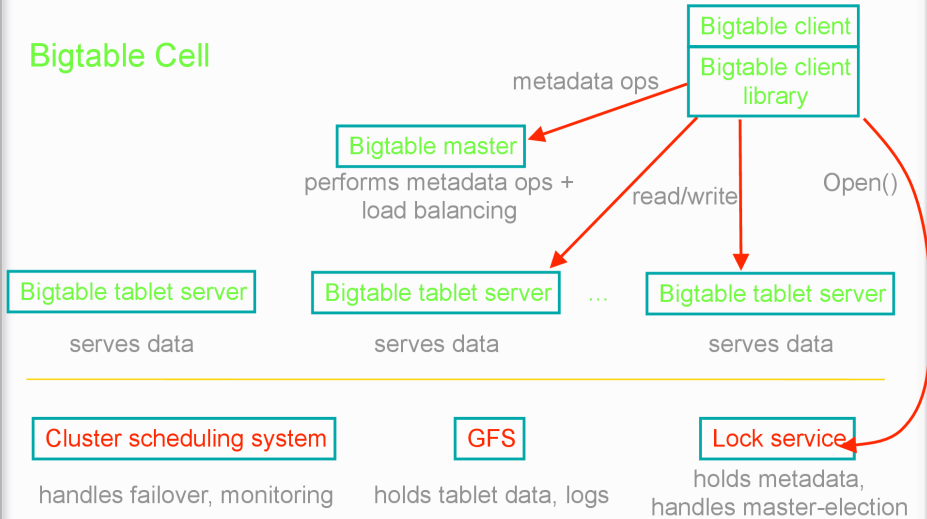 Bigtable Cell
Bigtable client
Bigtable client
library
metadata ops
Bigtable master
performs metadata ops +
load balancing
read/write
Open()
Bigtable tablet server
Bigtable tablet server
...
Bigtable tablet server
serves data
serves data
serves data
Cluster scheduling system
GFS
Lock service
handles failover, monitoring
holds tablet data, logs
holds metadata,
handles master-election